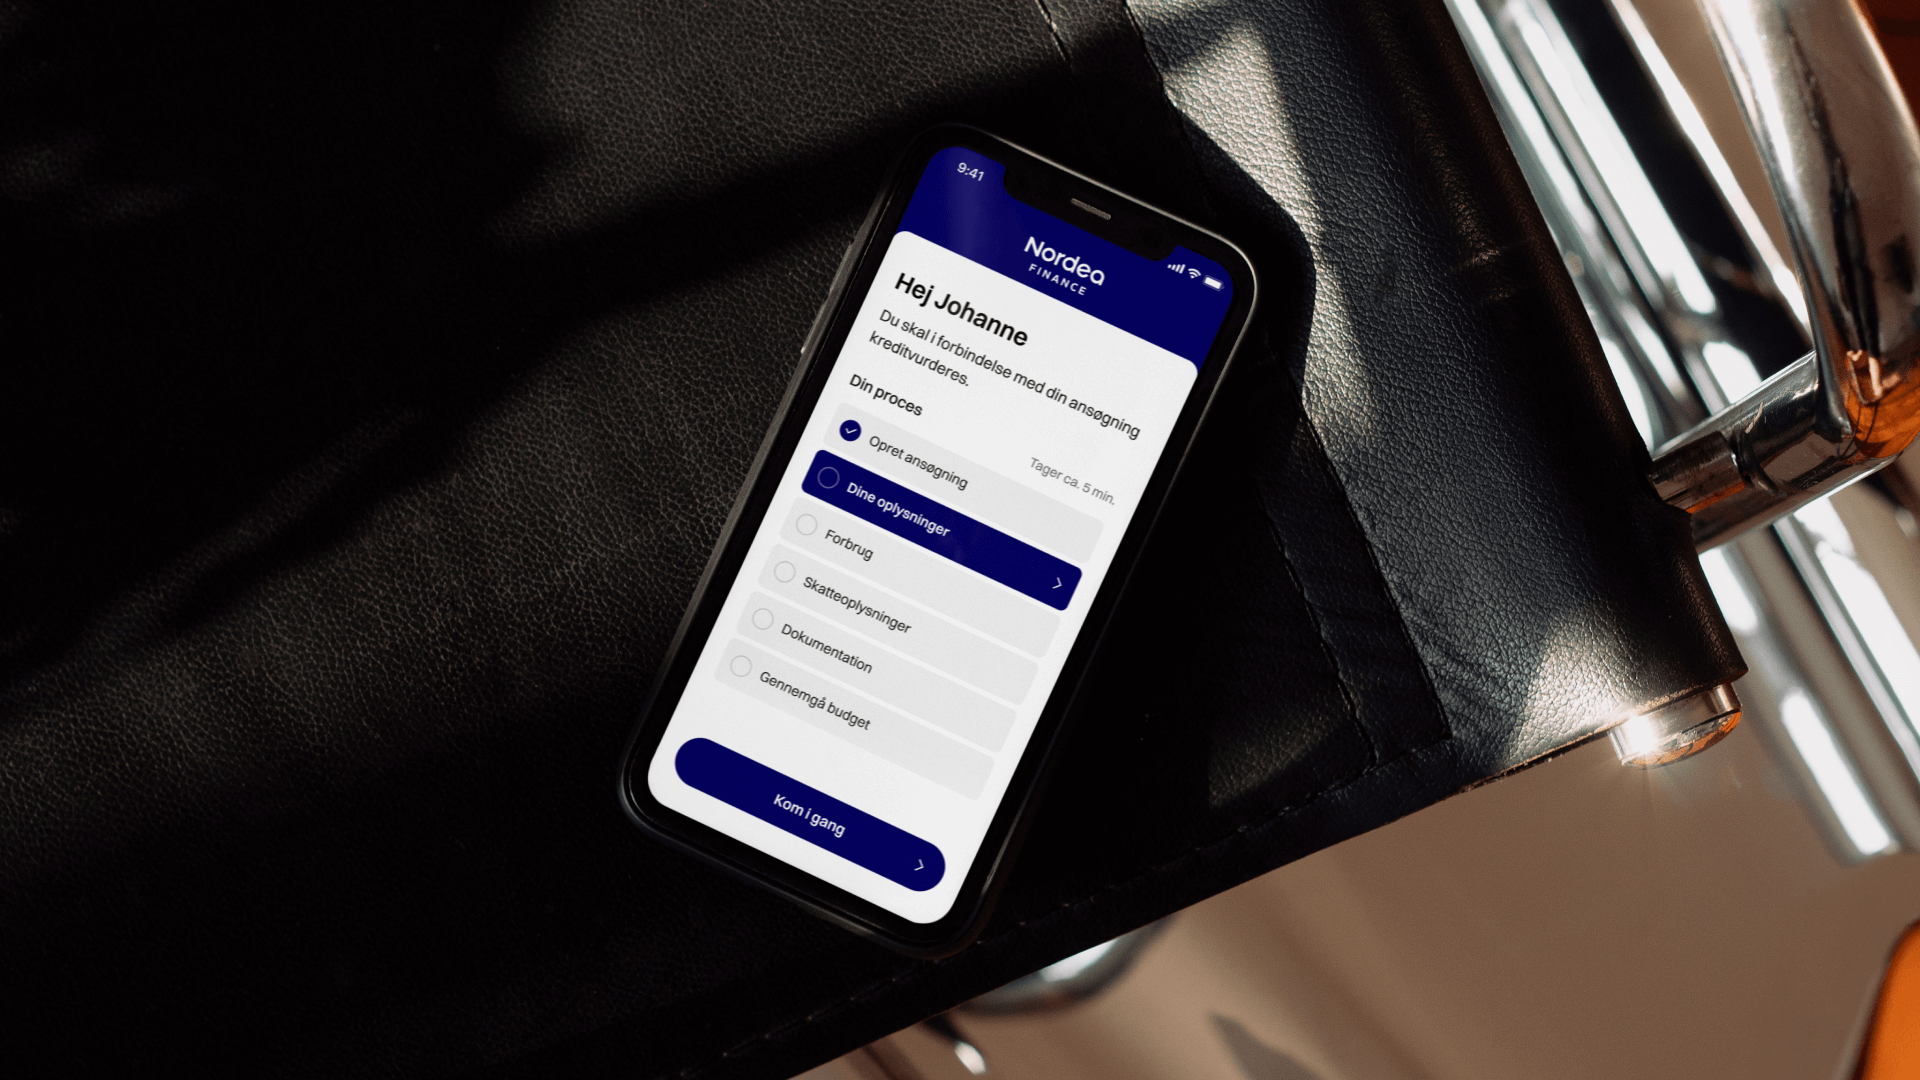 9:41
Nordea
FINANCE
Hej Johanne
Du skal i forbindelse med din ansøgning
kreditvurderes.
Din proces
Tager ca. 5 min.
Opret ansøgning
Dine oplysninger
Forbrug
Skatteoplysninger
Dokumentation
Gennemgå budget
Kom i gang